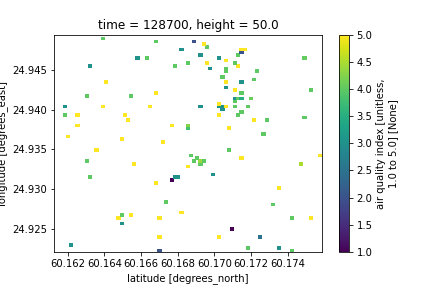 time = 128700, height = 50.0
24.945
24.940
24.935
24.930
24.925
longitude [degrees_east]
60.162 60.164 60.166 60.168 60.170 60.172 60.174
latitude [degrees_north]
5.0
4.5
4.0
3.5
3.0
2.5
2.0
1.5
1.0
air quality index [unitless,
1.0 to 5.0] [None]